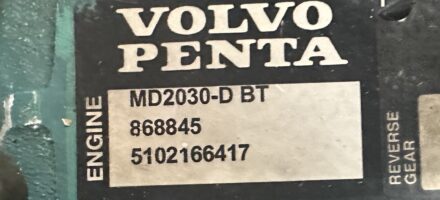 VOLVO
PENTA
ENGINE
MD2030-D BT
868845
5102166417
REVERSE
GEAR